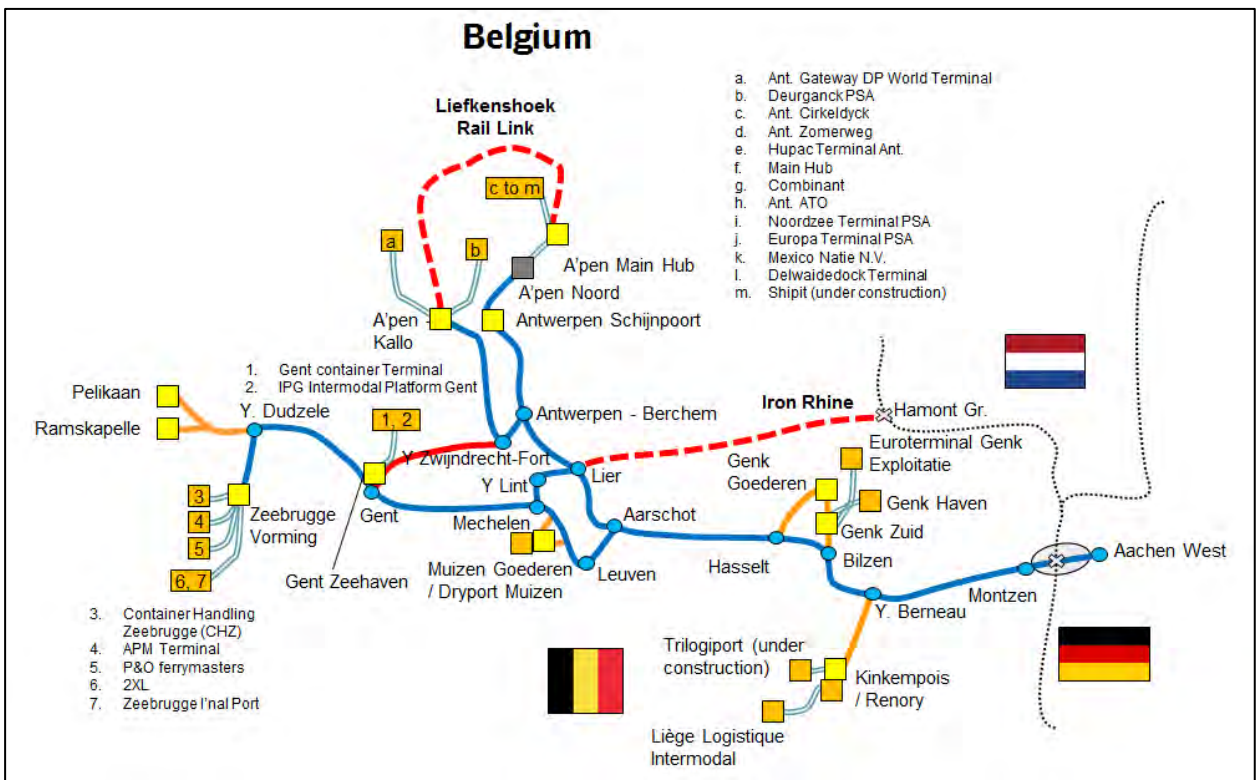 Belgium
a. Ant. Gateway DP World Terminal
b. Deurganck PSA
c. Ant. Cirkeldyck
d. Ant. Zomerweg
e. Hupac Terminal Ant.
f. Main Hub
g. Combinant
h. Ant. ATO
i. Noordzee Terminal PSA
j. Europa Terminal PSA
k. Mexico Natie N.V.
l. Delwaidedock Terminal
m. Shipit (under construction)
Liefkenshoek
Rail Link
c to m
a
b
A'pen Main Hub
A'pen Noord
A'pen -
Kallo
Antwerpen Schijnpoort
1. Gent container Terminal
2. IPG Intermodal Platform Gent
Pelikaan
Y. Dudzele
Ramskapelle
1, 2
Antwerpen - Berchem
Iron Rhine
Hamont Gr.
Y Zwijndrecht-Fort
Lier
Genk
Goederen
Euroterminal Genk
Exploitatie
Y Lint
3
4
5
6, 7
Zeebrugge
Vorming
Gent
Mechelen
Aarschot
Genk Haven
Genk Zuid
Gent Zeehaven
Muizen Goederen
/ Dryport Muizen
Leuven
Hasselt
Bilzen
Aachen West
Montzen
Y. Berneau
3. Container Handling
Zeebrugge (CHZ)
4. APM Terminal
5. P&O ferrymasters
6. 2XL
7. Zeebrugge I'nal Port
Trilogiport (under
construction)
Kinkempois
/ Renory
Liège Logistique
Intermodal